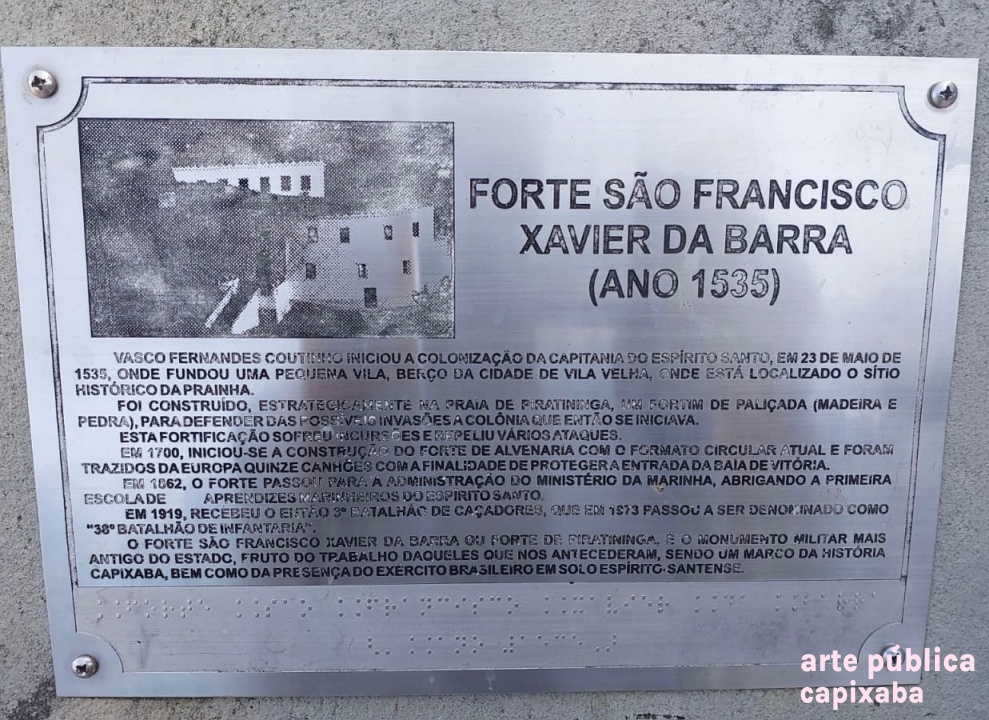 FORTE SÃO FRANCISCO
XAVIER DA BARRA
(ANO 1535)
VASCO FERNANDES COUTINHO INICIOU A COLONIZAÇÃO DA CAPITANIA DO ESPÍRITO SANTO, EM 23 DE MAIO DE
1535, ONDE FUNDOU UMA PEQUENA VILA, BERÇO DA CIDADE DE VILA VELHA, ONDE ESTÁ LOCALIZADO O SÍTIO
HISTÓRICO DA PRAINHA.
FOI CONSTRUÍDO, ESTRATEGICAMENTE NA PRAIA DE PIRATININGA, UM FORTIM DE PALIÇADA (MADEIRA E
PEDRA), PARA DEFENDER DAS POSSÍVEIS INVASÕES A COLÔNIA QUE ENTÃO SE INICIAVA.
ESTA FORTIFICAÇÃO SOFREU INCURSÕES E REPELIU VÁRIOS ATAQUES.
EM 1700, INICIOU-SE A CONSTRUÇÃO DO FORTE DE ALVENARIA COM O FORMATO CIRCULAR ATUAL E FORAM
TRAZIDOS DA EUROPA QUINZE CANHÕES COM A FINALIDADE DE PROTEGER A ENTRADA DA BAIA DE VITÓRIA.
EM 1862, O FORTE PASSOU PARA A ADMINISTRAÇÃO DO MINISTÉRIO DA MARINHA, ABRIGANDO A PRIMEIRA
ESCOLA DE APRENDIZES MARINHEIROS DO ESPÍRITO SANTO.
EM 1919, RECEBEU O ENTÃO 3º BATALHÃO DE CAÇADORES, QUE EM 1973 PASSOU A SER DENOMINADO COMO
"38º BATALHÃO DE INFANTARIA".
O FORTE SÃO FRANCISCO XAVIER DA BARRA OU FORTE DE PIRATININGA, É O MONUMENTO MILITAR MAIS
ANTIGO DO ESTADO, FRUTO DO TRABALHO DAQUELES QUE NOS ANTECEDERAM, SENDO UM MARCO DA HISTÓRIA
CAPIXABA, BEM COMO DA PRESENÇA DO EXÉRCITO BRASILEIRO EM SOLO ESPÍRITO-SANTENSE.
arte pública
capixaba